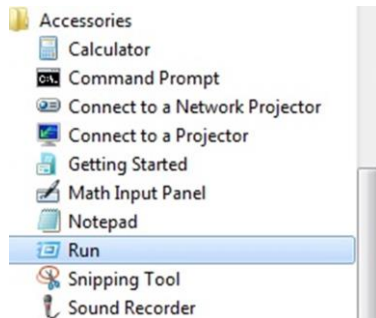 Accessories
Calculator
Command Prompt
Connect to a Network Projector
Connect to a Projector
Getting Started
Math Input Panel
Notepad
Run
Snipping Tool
Sound Recorder